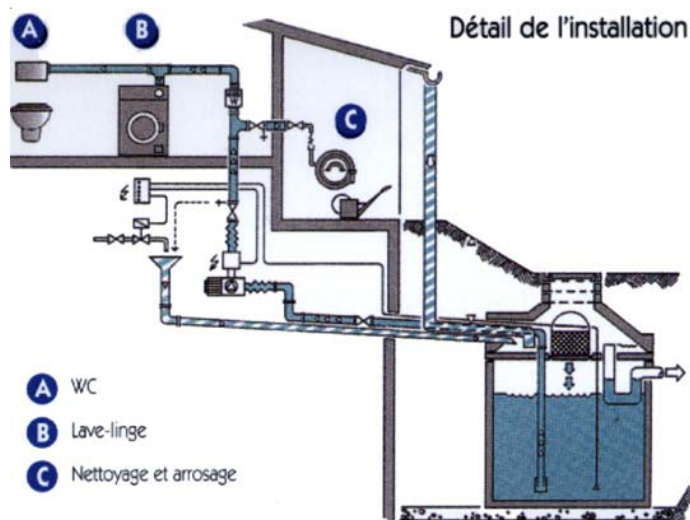 A
B
Détail de l'installation
C
A WC
B Lave-linge
C Nettoyage et arrosage